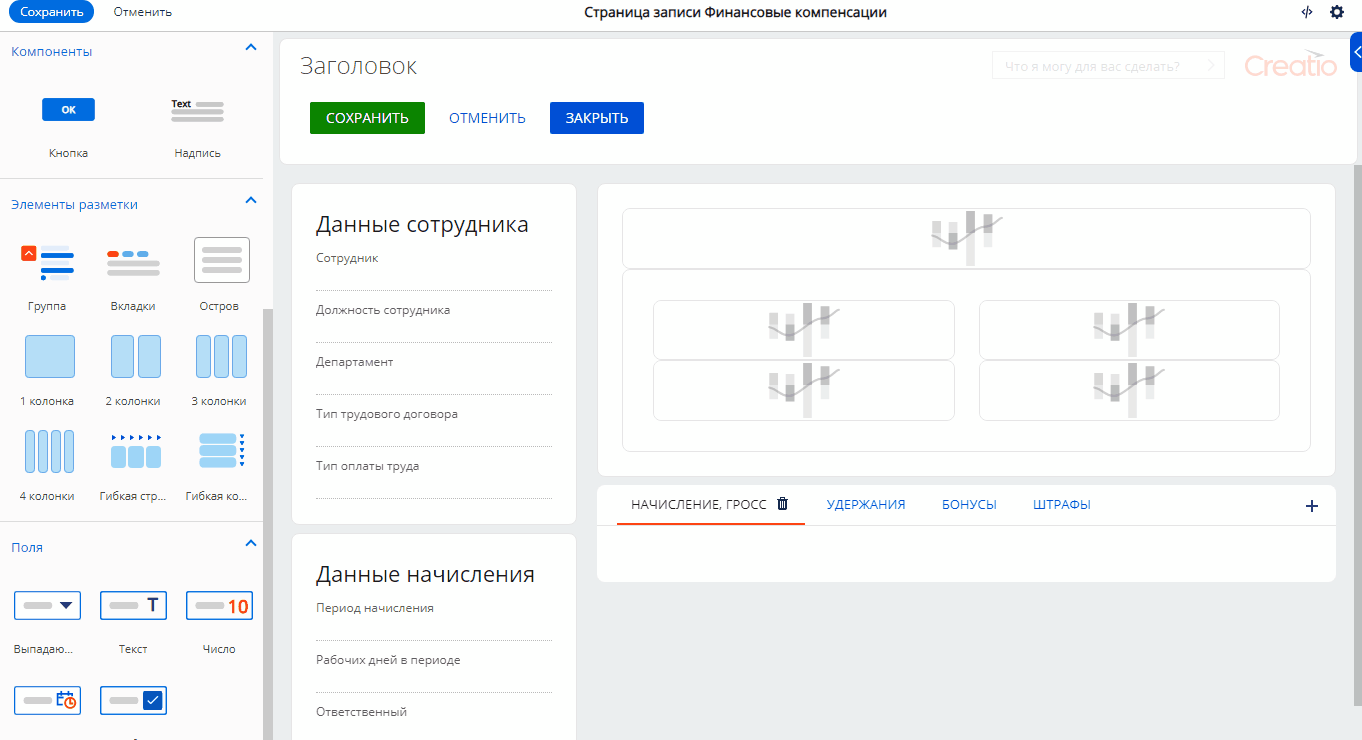 Сохранить
Отменить
Страница записи Финансовые компенсации
Компоненты
OK
Text
Кнопка
Надпись
Элементы разметки
Группа
Вкладки
Остров
1 колонка
2 колонки
3 колонки
4 колонки
Гибкая стр...
Гибкая ко...
Поля
T
10
Выпадаю...
Текст
Число
Заголовок
Что я могу для вас сделать?
Creatio
СОХРАНИТЬ
ОТМЕНИТЬ
ЗАКРЫТЬ
Данные сотрудника
Сотрудник
Должность сотрудника
Департамент
Тип трудового договора
Тип оплаты труда
Данные начисления
Период начисления
Рабочих дней в периоде
Ответственный
НАЧИСЛЕНИЕ, ГРОСС
УДЕРЖАНИЯ
БОНУСЫ
ШТРАФЫ